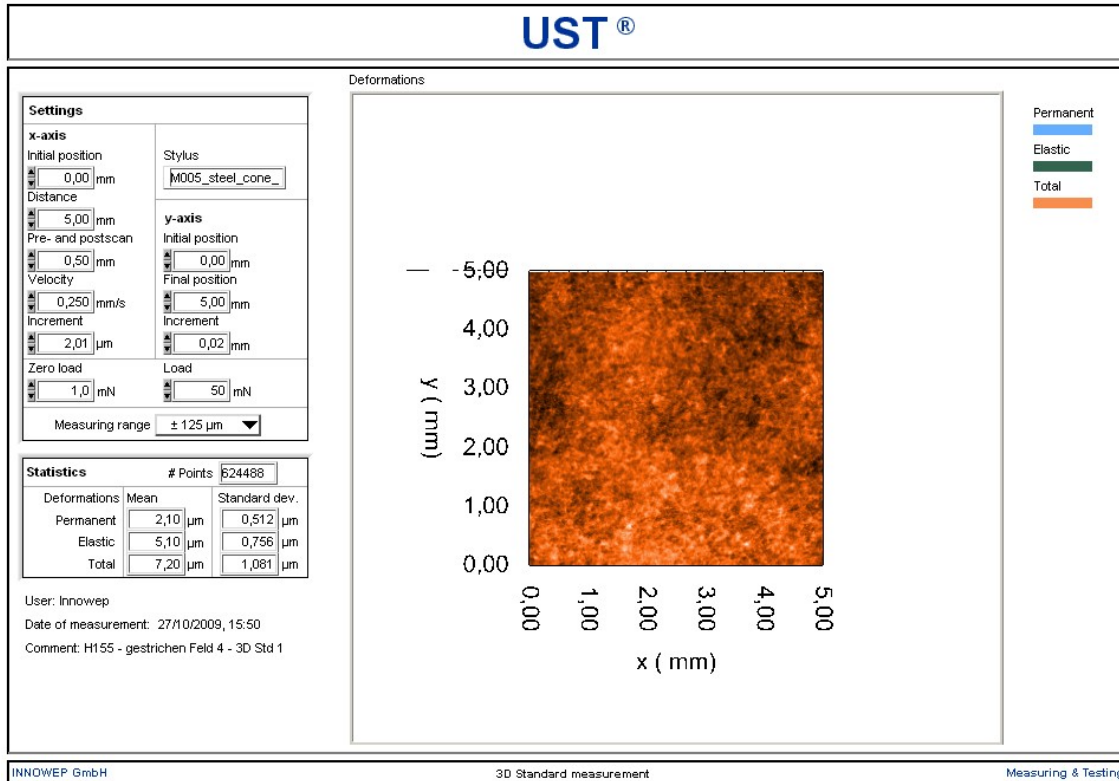 UST ®
Deformations
Settings
x-axis
Initial position
0,00 mm
Stylus
M005_steel_cone_
Distance
5,00 mm
y-axis
Pre- and postscan
0,50 mm
Initial position
0,00 mm
Velocity
0,250 mm/s
Final position
5,00 mm
Increment
2,01 µm
Increment
0,02 mm
Zero load
1,0 mN
Load
50 mN
Measuring range ± 125 µm
Statistics # Points 624488
Deformations Mean Standard dev.
Permanent 2,10 µm 0,512 µm
Elastic 5,10 µm 0,756 µm
Total 7,20 µm 1,081 µm
User: Innowep
Date of measurement: 27/10/2009, 15:50
Comment: H155 - gestrichen Feld 4 - 3D Std 1
5,00
4,00
3,00
2,00
1,00
0,00
y ( mm)
0,00 1,00 2,00 3,00 4,00 5,00
x ( mm)
Permanent
Elastic
Total
INNOWEP GmbH
3D Standard measurement
Measuring & Testing